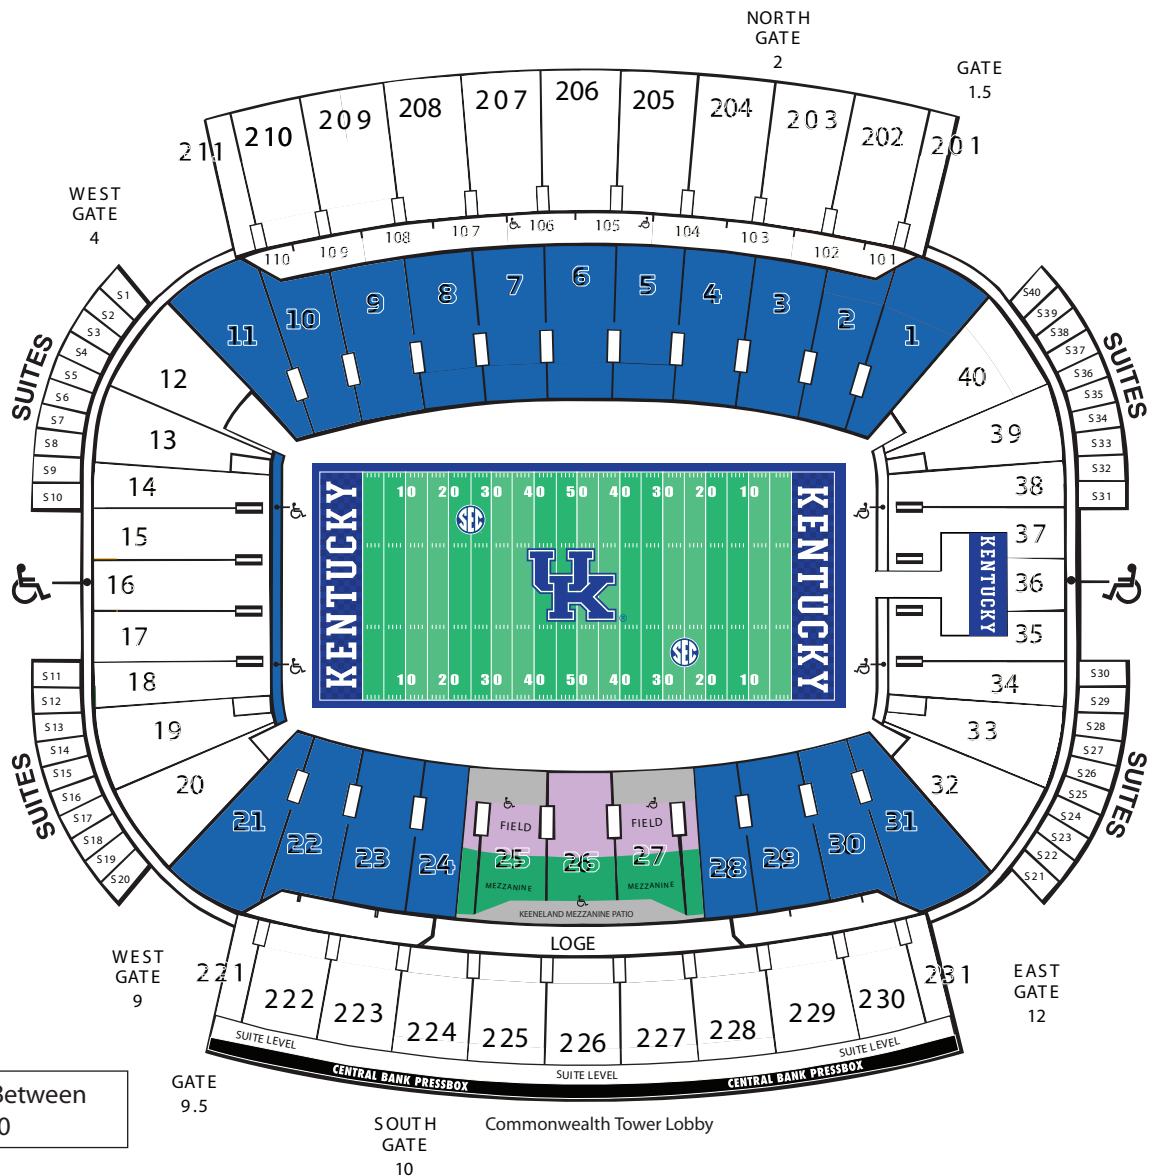 NORTH
GATE
2
GATE
1.5
206
207
205
208
204
209
203
210
202
211
201
WEST
GATE
4
110
109
108
107
106
105
104
103
102
101
11
10
9
8
7
6
5
4
3
2
1
SUITES
S1
S2
S3
S4
S5
S6
S7
S8
S9
S10
SUITES
S40
S39
S38
S37
S36
S35
S34
S33
S32
S31
12
13
14
15
16
17
18
19
20
40
39
38
37
36
35
34
33
32
10 20 30 40 50 40 30 20 10
SEC
KENTUCKY
UK
®
KENTUCKY
KENTUCKY
SEC
10 20 30 40 50 40 30 20 10
SUITES
S11
S12
S13
S14
S15
S16
S17
S18
S19
S20
SUITES
S30
S29
S28
S27
S26
S25
S24
S23
S22
S21
21
22
23
24
FIELD
FIELD
25
26
27
28
29
30
31
MEZZANINE
MEZZANINE
KEENELAND MEZZANINE PATIO
LOGE
WEST
GATE
9
EAST
GATE
12
221
222
223
224
225
226
227
228
229
230
231
SUITE LEVEL
SUITE LEVEL
SUITE LEVEL
CENTRAL BANK PRESSBOX
CENTRAL BANK PRESSBOX
GATE
9.5
Between
0
SOUTH
GATE
10
Commonwealth Tower Lobby